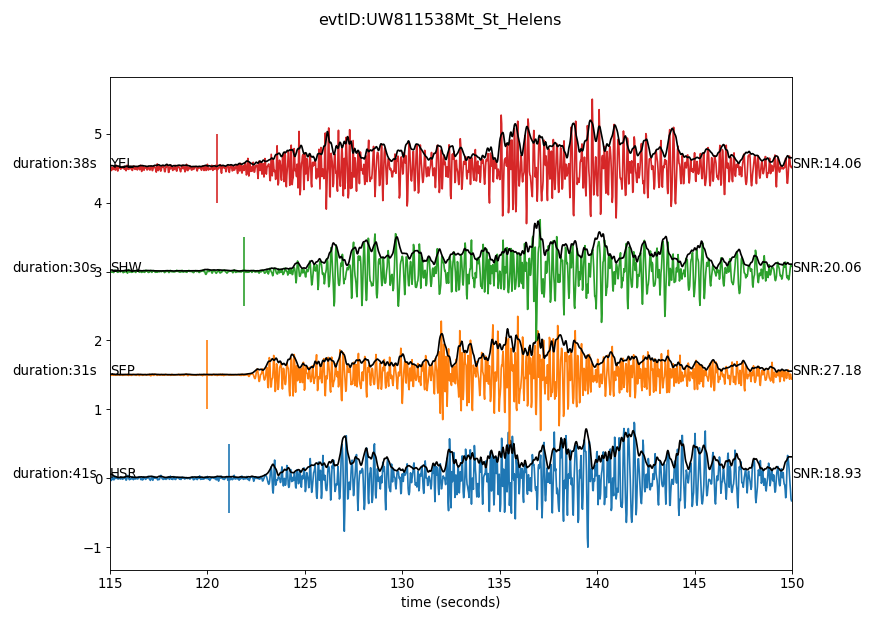 evtID:UW811538Mt_St_Helens
5
duration:38s YEL SNR:14.06
4
duration:30s SHW SNR:20.06
3
2
duration:31s SEP SNR:27.18
1
duration:41s HSR SNR:18.93
0
−1
115 120 125 130 135 140 145 150
time (seconds)